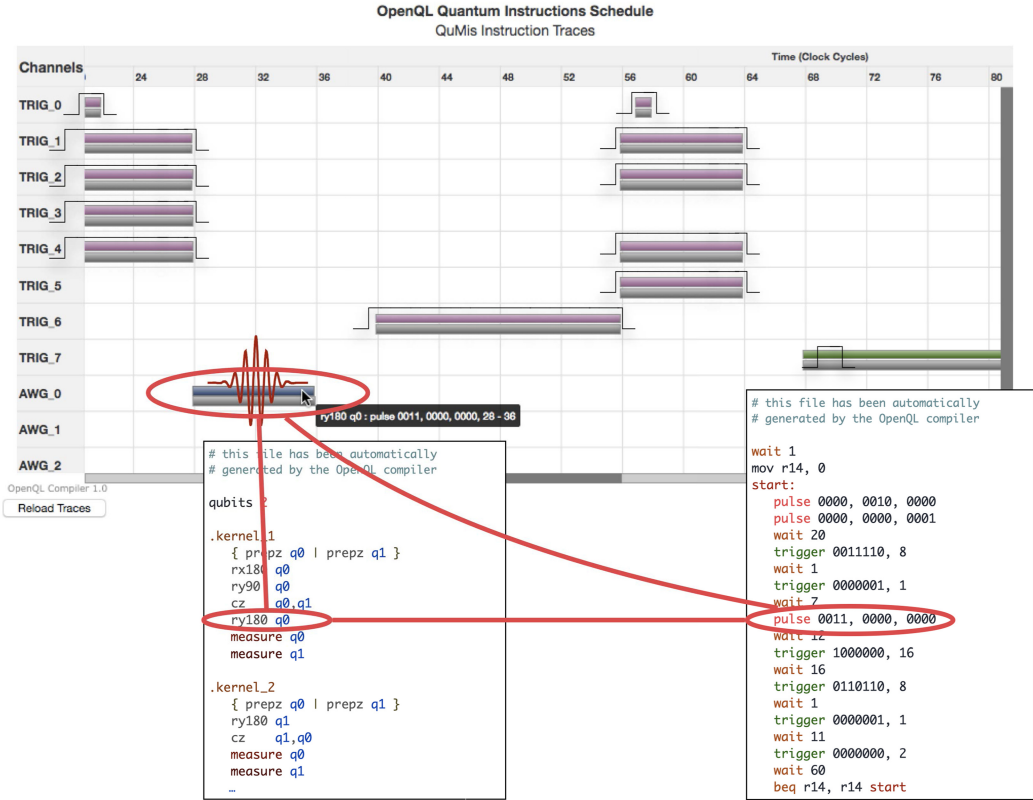 OpenQL Quantum Instructions Schedule
QuMis Instruction Traces
Time (Clock Cycles)
Channels
24 28 32 36 40 44 48 52 56 60 64 68 72 76 80
TRIG_0
TRIG_1
TRIG_2
TRIG_3
TRIG_4
TRIG_5
TRIG_6
TRIG_7
AWG_0
ry180 q0 : pulse 0011, 0000, 0000, 28 - 36
AWG_1
AWG_2
OpenQL Compiler 1.0
Reload Traces
# this file has been automatically
# generated by the OpenQL compiler
qubits 2
.kernel_1
{ prepz q0 | prepz q1 }
rx180 q0
ry90 q0
cz q0,q1
ry180 q0
measure q0
measure q1
.kernel_2
{ prepz q0 | prepz q1 }
ry180 q1
cz q1,q0
measure q0
measure q1
…
# this file has been automatically
# generated by the OpenQL compiler
wait 1
mov r14, 0
start:
pulse 0000, 0010, 0000
pulse 0000, 0000, 0001
wait 20
trigger 0011110, 8
wait 1
trigger 0000001, 1
wait 7
pulse 0011, 0000, 0000
wait 12
trigger 1000000, 16
wait 16
trigger 0110110, 8
wait 1
trigger 0000001, 1
wait 11
trigger 0000000, 2
wait 60
beq r14, r14 start